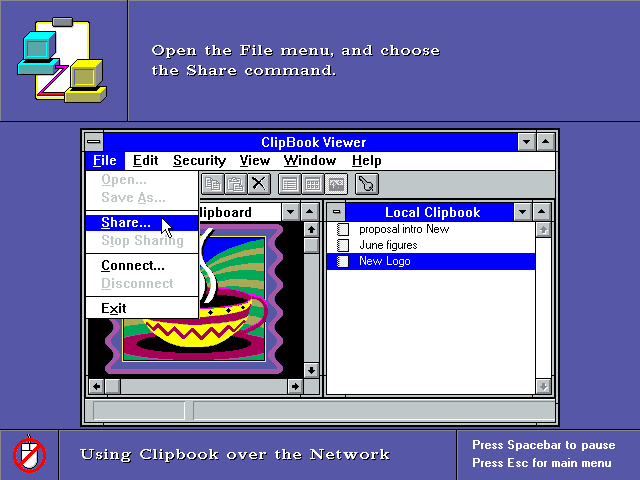 Open the File menu, and choose
the Share command.
ClipBook Viewer
File Edit Security View Window Help
Open...
Save As...
Share...
Stop Sharing
Connect...
Disconnect
Exit
lipboard
Local Clipbook
proposal intro New
June figures
New Logo
Using Clipbook over the Network
Press Spacebar to pause
Press Esc for main menu